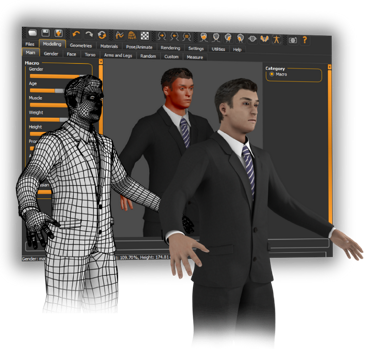 Files Modelling Geometries Materials Pose/Animate Rendering Settings Utilities Help
Main Gender Face Torso Arms and Legs Random Custom Measure
Macro
Gender
Age
Muscle
Weight
Height
Category
Macro